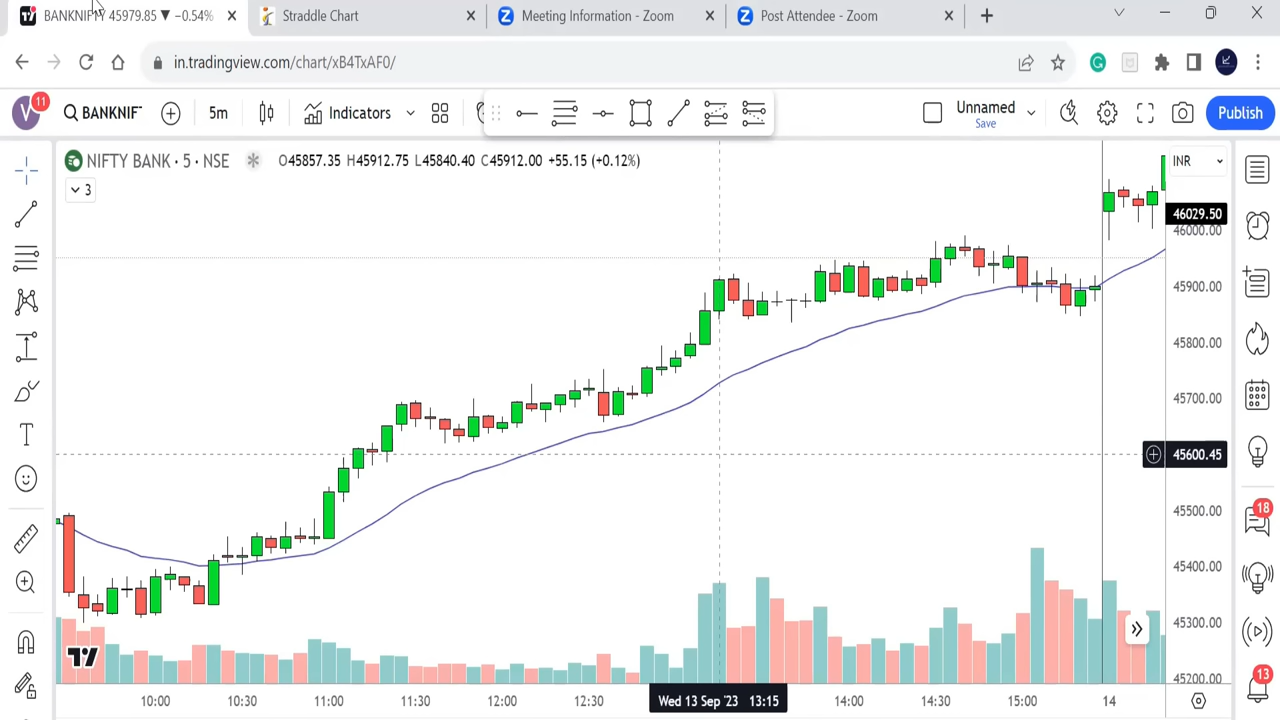 BANKNIFTY 45979.85 ▼ −0.54%
Straddle Chart
Meeting Information - Zoom
Post Attendee - Zoom
in.tradingview.com/chart/xB4TxAF0/
V
11
BANKNIF
5m
Indicators
Unnamed
Save
Publish
NIFTY BANK · 5 · NSE
O45857.35 H45912.75 L45840.40 C45912.00 +55.15 (+0.12%)
3
INR
46029.50
46000.00
45900.00
45800.00
45700.00
45600.45
45500.00
45400.00
45300.00
45200.00
18
13
10:00
10:30
11:00
11:30
12:00
12:30
Wed 13 Sep '23 13:15
14:00
14:30
15:00
14